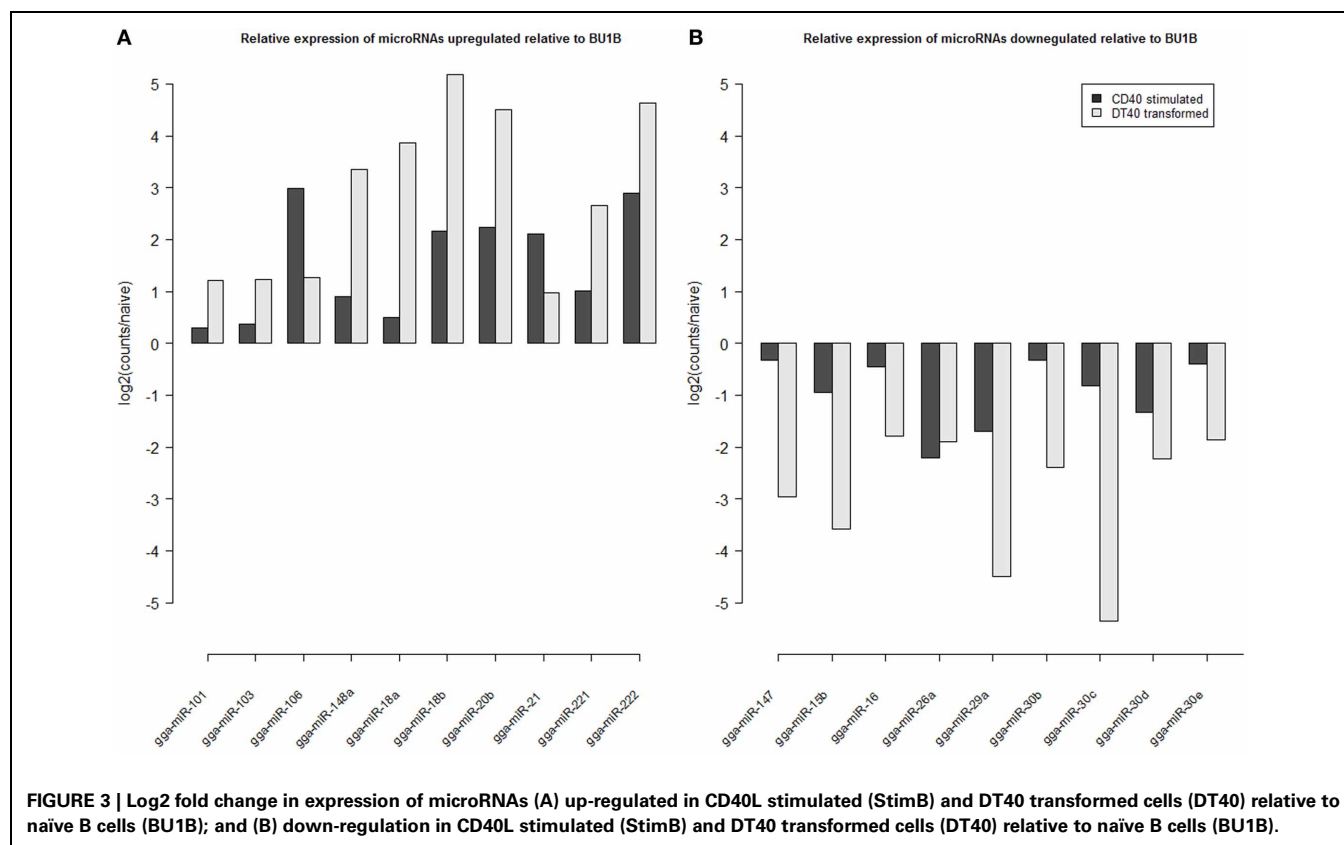 A
Relative expression of microRNAs upregulated relative to BU1B
log2(counts/naive)
5
4
3
2
1
0
-1
-2
-3
-4
-5
gga-miR-101
gga-miR-103
gga-miR-106
gga-miR-148a
gga-miR-18a
gga-miR-18b
gga-miR-20b
gga-miR-21
gga-miR-221
gga-miR-222
B
Relative expression of microRNAs downegulated relative to BU1B
CD40 stimulated
DT40 transformed
log2(counts/naive)
5
4
3
2
1
0
-1
-2
-3
-4
-5
gga-miR-147
gga-miR-15b
gga-miR-16
gga-miR-26a
gga-miR-29a
gga-miR-30b
gga-miR-30c
gga-miR-30d
gga-miR-30e
FIGURE 3 | Log2 fold change in expression of microRNAs (A) up-regulated in CD40L stimulated (StimB) and DT40 transformed cells (DT40) relative to
naïve B cells (BU1B); and (B) down-regulation in CD40L stimulated (StimB) and DT40 transformed cells (DT40) relative to naïve B cells (BU1B).